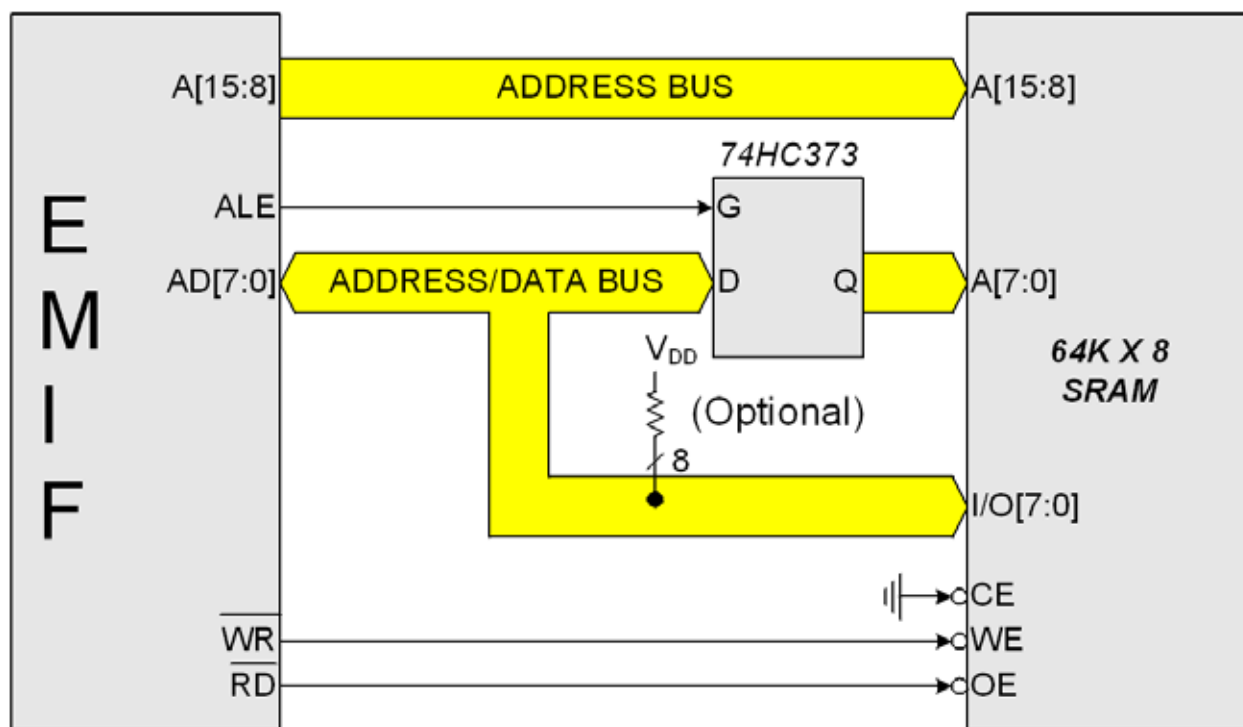 A[15:8]
ADDRESS BUS
A[15:8]
74HC373
EMIF
ALE
G
AD[7:0]
ADDRESS/DATA BUS
D
Q
A[7:0]
VDD
64K X 8
SRAM
(Optional)
8
I/O[7:0]
CE
WR
WE
RD
OE